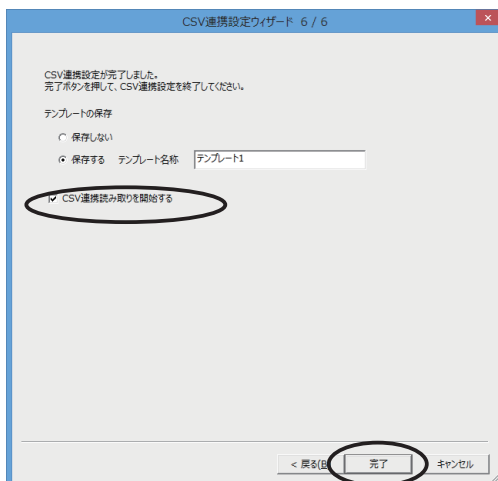 CSV連携設定ウィザード 6 / 6
×
CSV連携設定が完了しました。
完了ボタンを押して、CSV連携設定を終了してください。
テンプレートの保存
保存しない
保存する テンプレート名称 テンプレート1
CSV連携読み取りを開始する
< 戻る(B 完了 キャンセル